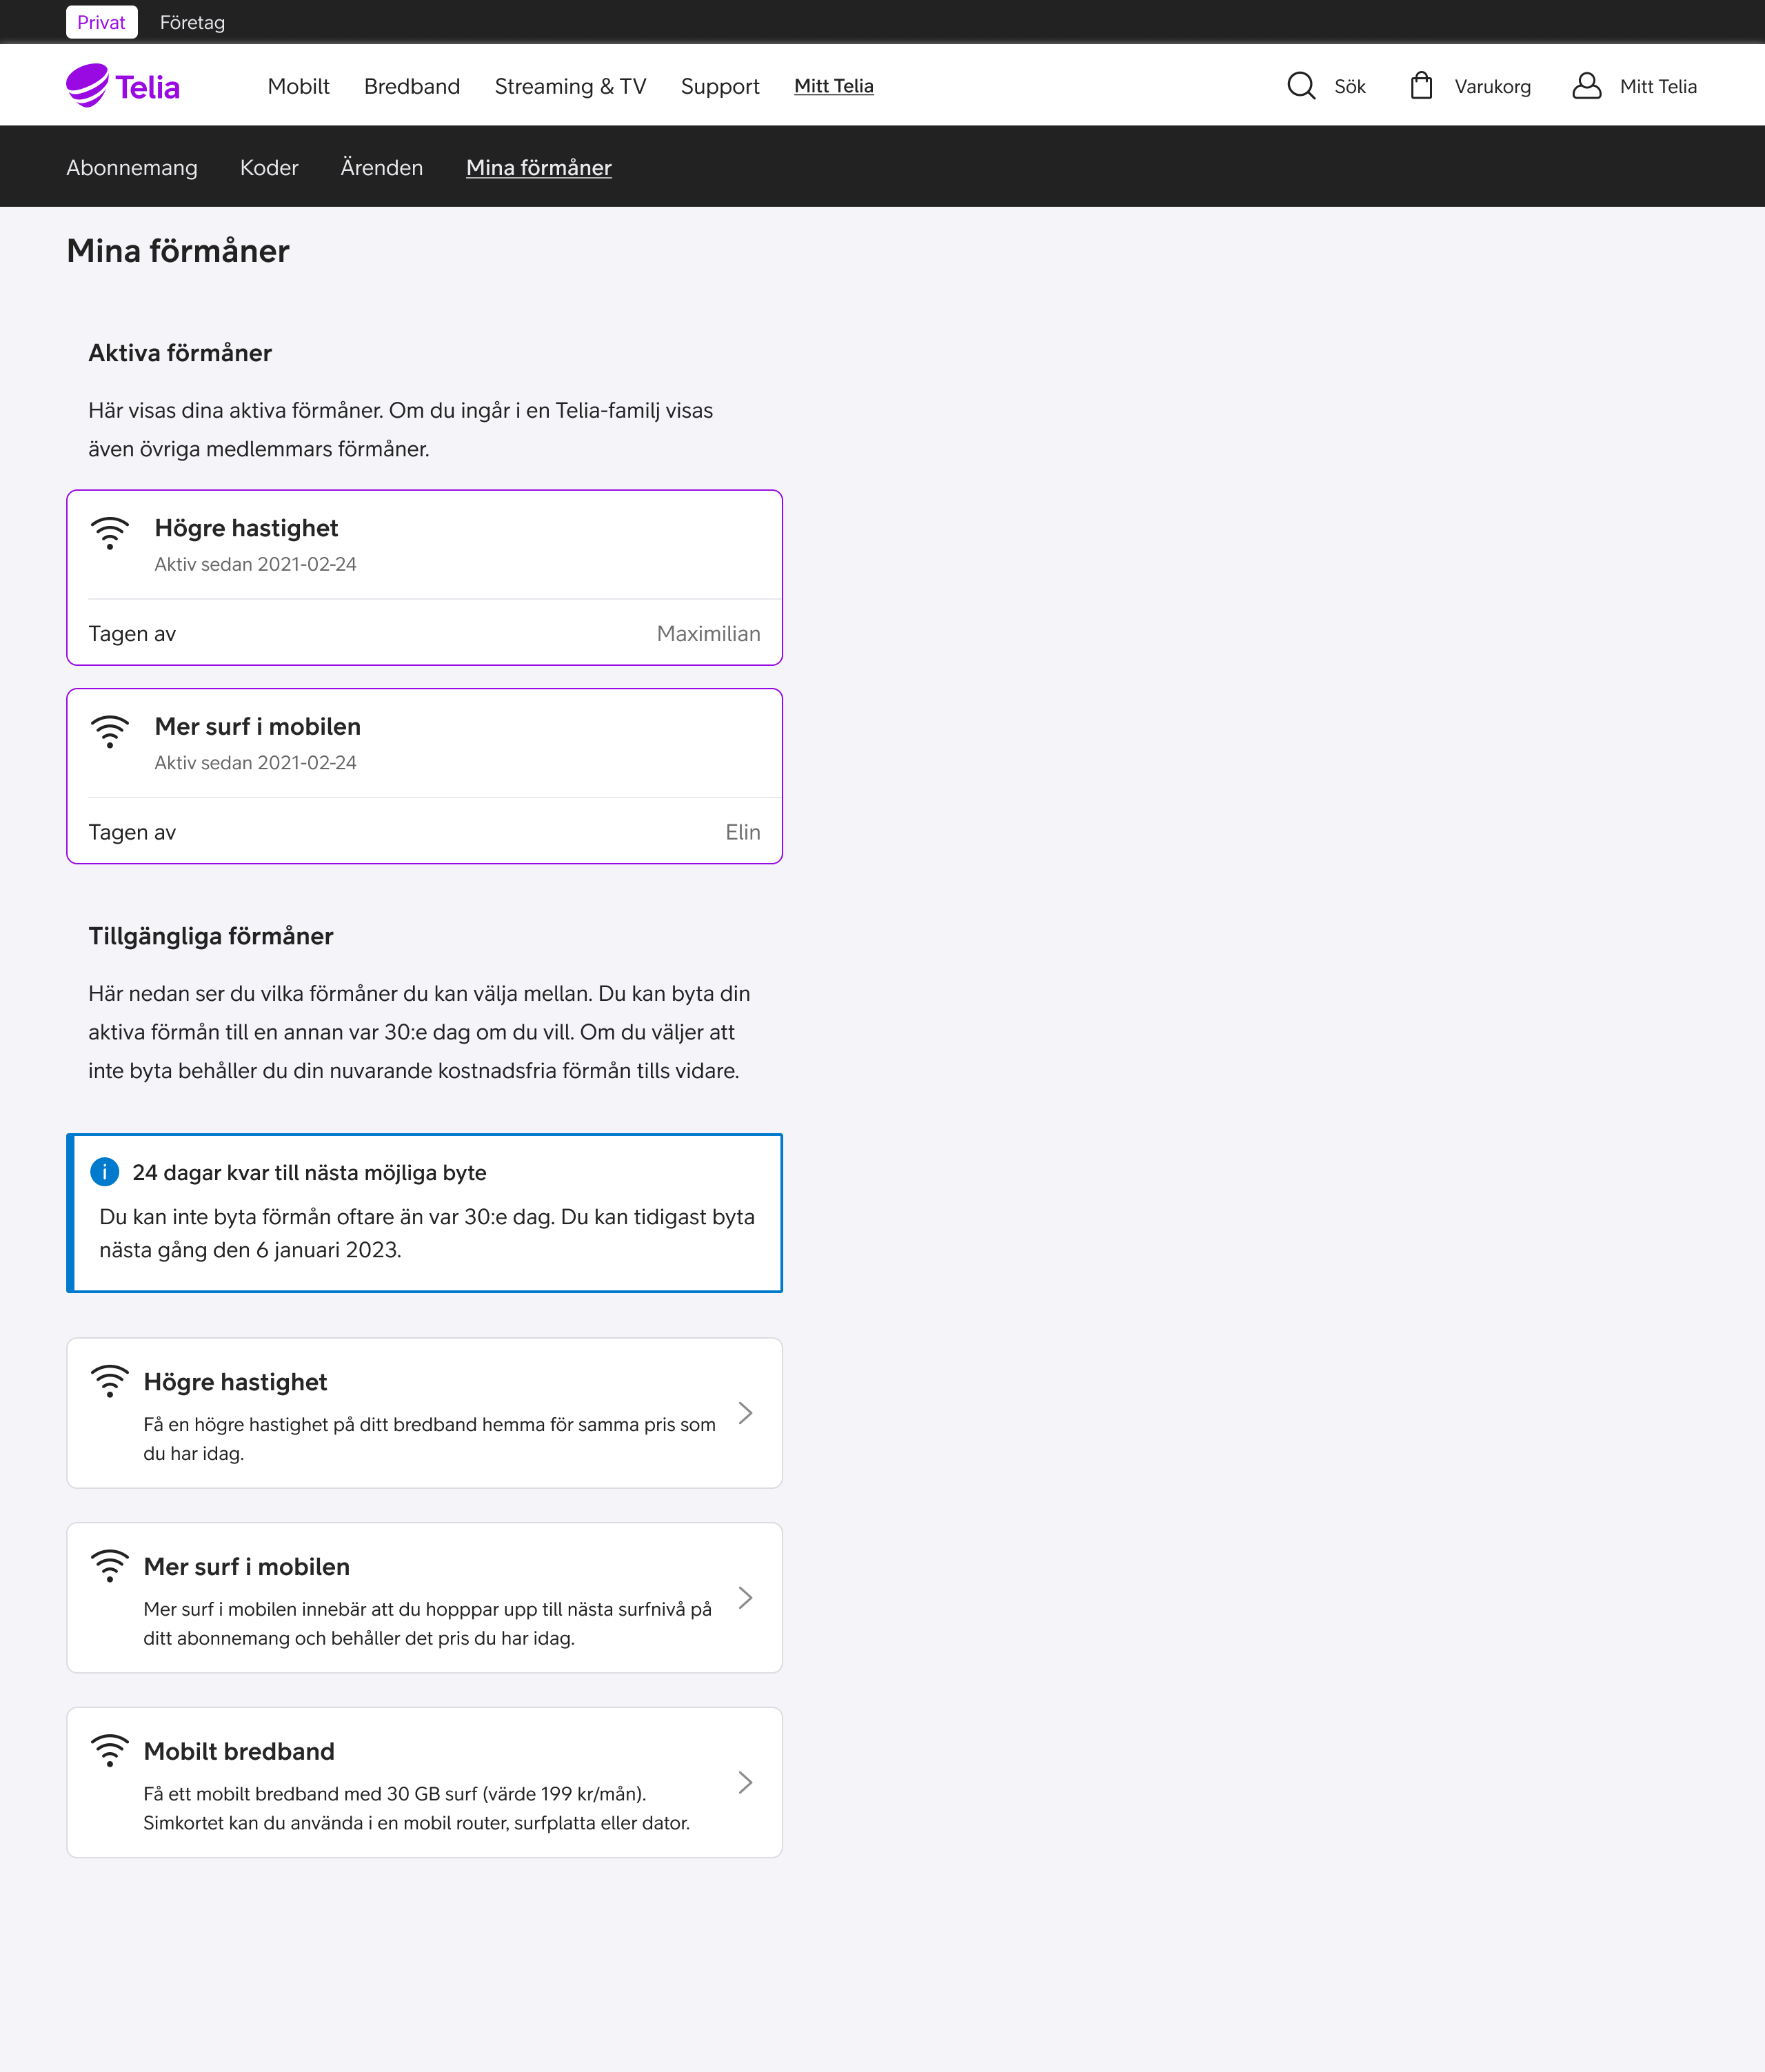 Privat Företag
Telia Mobilt Bredband Streaming & TV Support Mitt Telia Sök Varukorg Mitt Telia
Abonnemang Koder Ärenden Mina förmåner
Mina förmåner
Aktiva förmåner
Här visas dina aktiva förmåner. Om du ingår i en Telia-familj visas
även övriga medlemmars förmåner.
Högre hastighet
Aktiv sedan 2021-02-24
Tagen av Maximilian
Mer surf i mobilen
Aktiv sedan 2021-02-24
Tagen av Elin
Tillgängliga förmåner
Här nedan ser du vilka förmåner du kan välja mellan. Du kan byta din
aktiva förmån till en annan var 30:e dag om du vill. Om du väljer att
inte byta behåller du din nuvarande kostnadsfria förmån tills vidare.
24 dagar kvar till nästa möjliga byte
Du kan inte byta förmån oftare än var 30:e dag. Du kan tidigast byta
nästa gång den 6 januari 2023.
Högre hastighet
Få en högre hastighet på ditt bredband hemma för samma pris som
du har idag.
Mer surf i mobilen
Mer surf i mobilen innebär att du hopppar upp till nästa surfnivå på
ditt abonnemang och behåller det pris du har idag.
Mobilt bredband
Få ett mobilt bredband med 30 GB surf (värde 199 kr/mån).
Simkortet kan du använda i en mobil router, surfplatta eller dator.